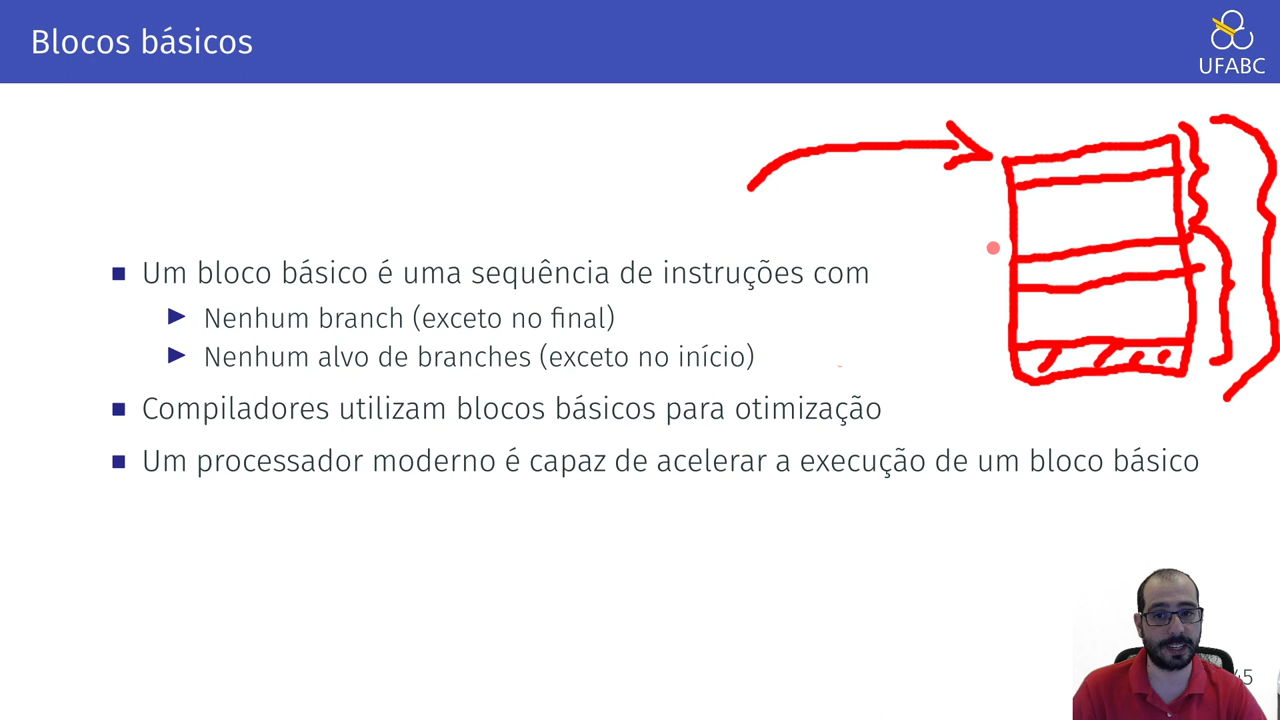 Blocos básicos
UFABC
Um bloco básico é uma sequência de instruções com
Nenhum branch (exceto no final)
Nenhum alvo de branches (exceto no início)
Compiladores utilizam blocos básicos para otimização
Um processador moderno é capaz de acelerar a execução de um bloco básico
45